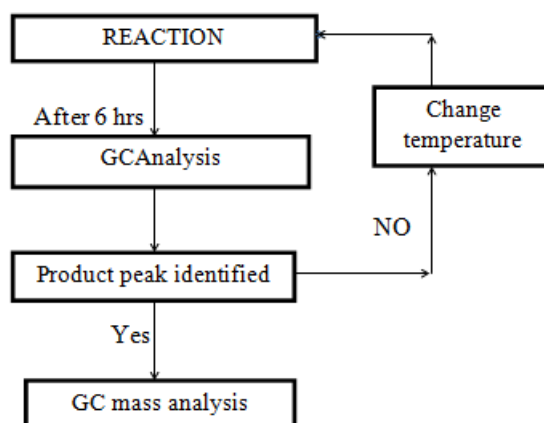 REACTION
After 6 hrs
GCAnalysis
Product peak identified
NO
Change
temperature
Yes
GC mass analysis